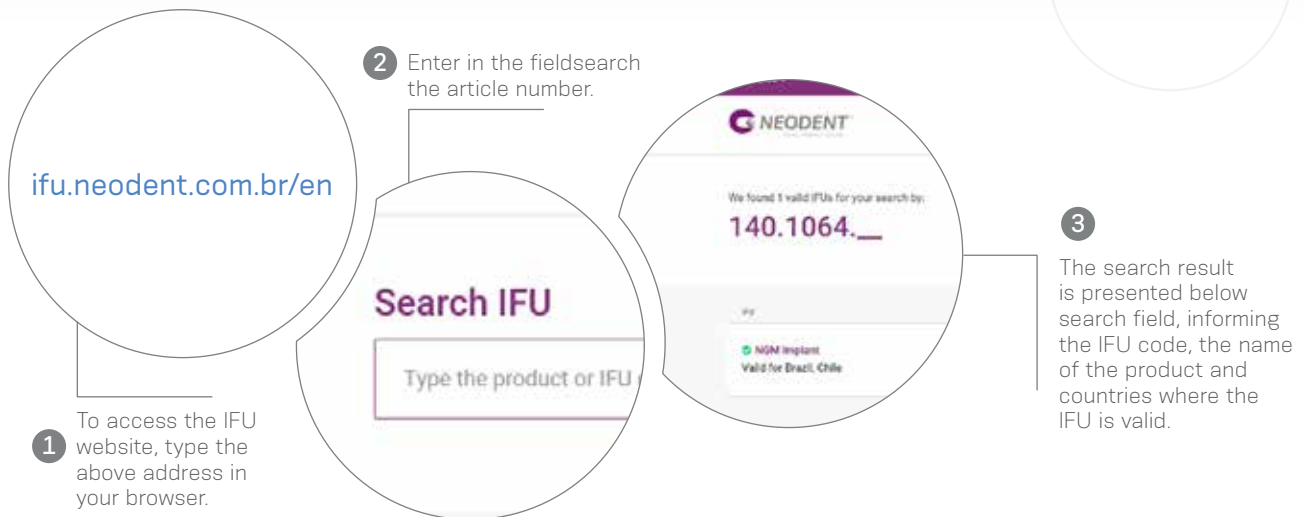 ifu.neodent.com.br/en
1
To access the IFU
website, type the
above address in
your browser.
2
Enter in the fieldsearch
the article number.
Search IFU
Type the product or IFU
NEODENT
We found 1 valid IFUs for your search by:
140.1064.__
NGM Implant
Valid for Brazil, Chile
3
The search result
is presented below
search field, informing
the IFU code, the name
of the product and
countries where the
IFU is valid.